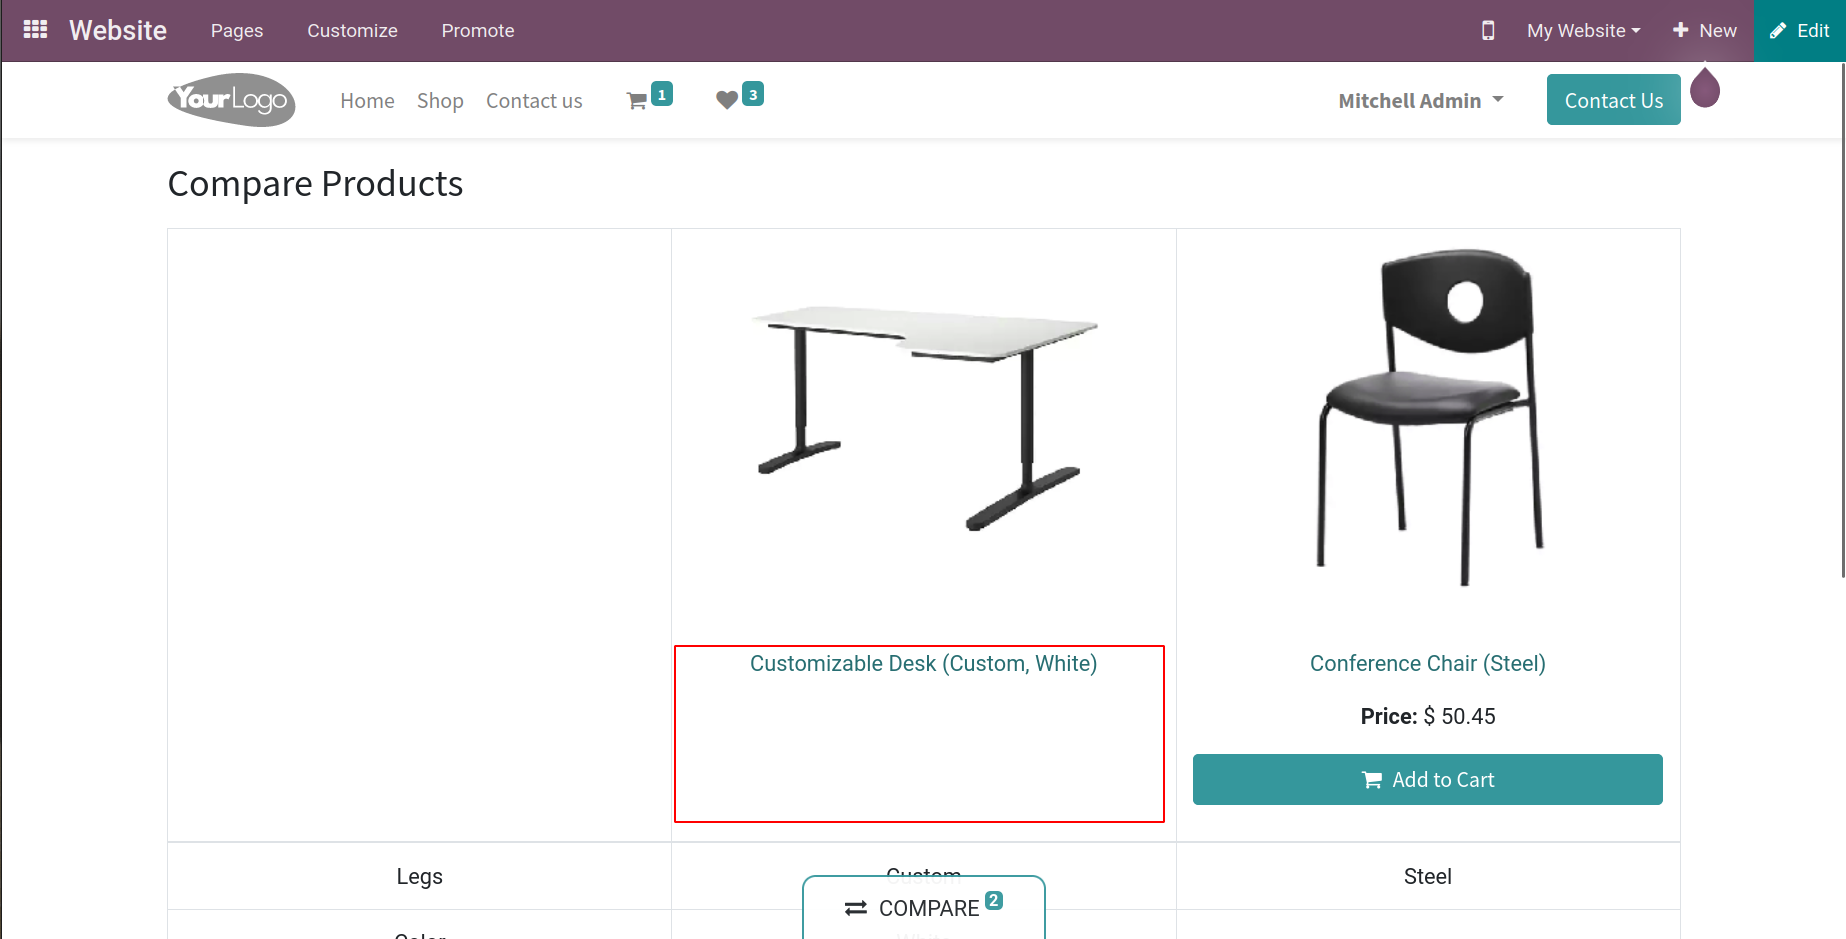 Website Pages Customize Promote My Website New Edit
YourLogo Home Shop Contact us 1 3 Mitchell Admin Contact Us
Compare Products
Customizable Desk (Custom, White) Conference Chair (Steel)
Price: $ 50.45
Add to Cart
Legs Custom Steel
COMPARE 2
Color White